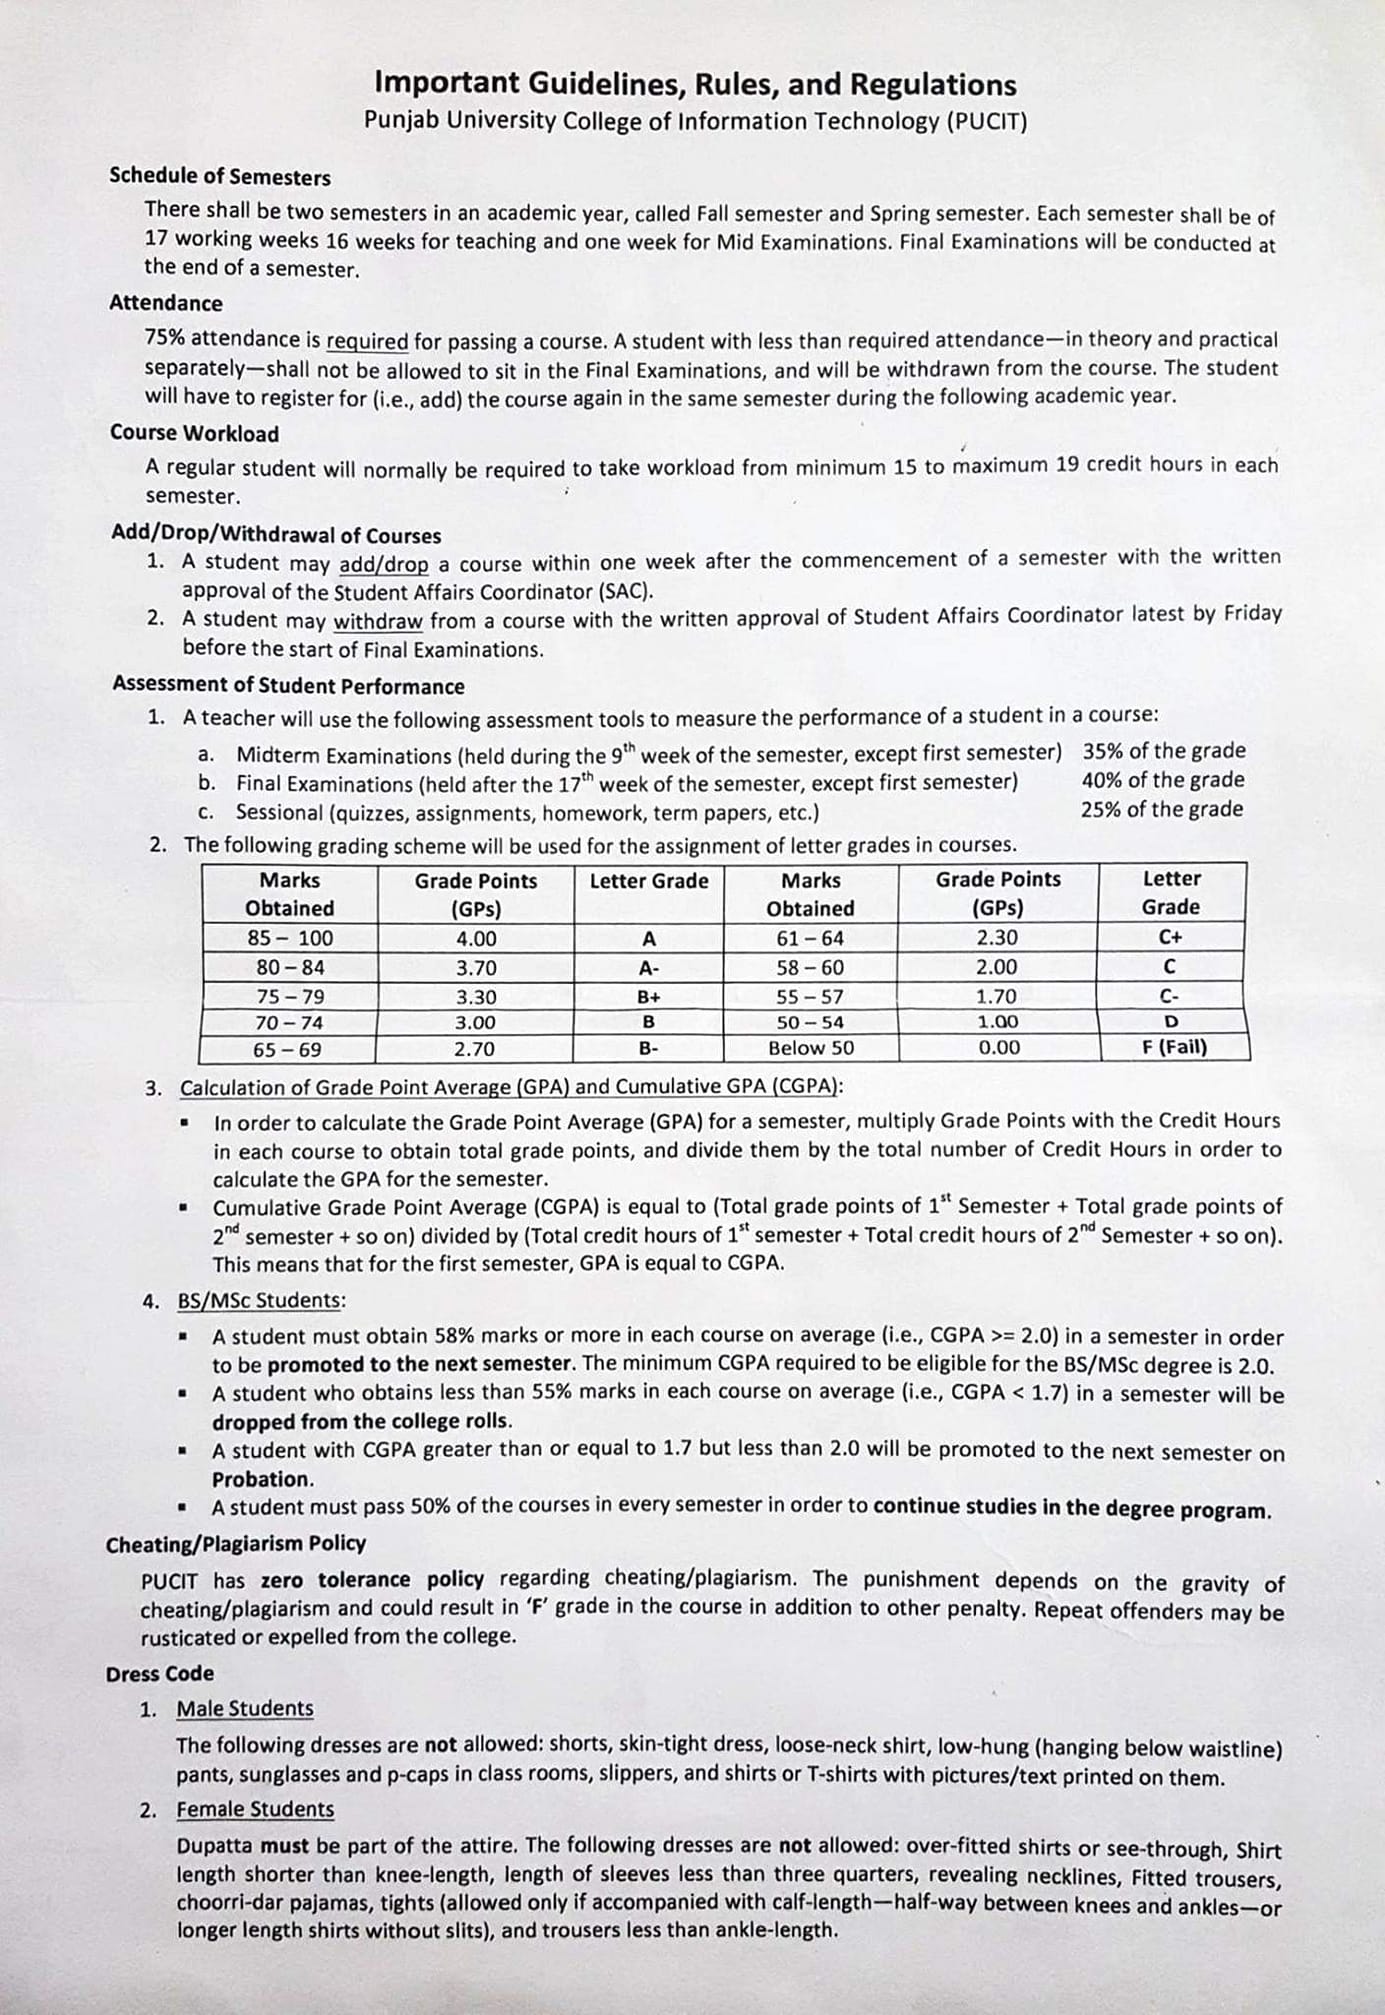 Important Guidelines, Rules, and Regulations
Punjab University College of Information Technology (PUCIT)
Schedule of Semesters
There shall be two semesters in an academic year, called Fall semester and Spring semester. Each semester shall be of
17 working weeks 16 weeks for teaching and one week for Mid Examinations. Final Examinations will be conducted at
the end of a semester.
Attendance
75% attendance is required for passing a course. A student with less than required attendance—in theory and practical
separately—shall not be allowed to sit in the Final Examinations, and will be withdrawn from the course. The student
will have to register for (i.e., add) the course again in the same semester during the following academic year.
Course Workload
A regular student will normally be required to take workload from minimum 15 to maximum 19 credit hours in each
semester.
Add/Drop/Withdrawal of Courses
1. A student may add/drop a course within one week after the commencement of a semester with the written
approval of the Student Affairs Coordinator (SAC).
2. A student may withdraw from a course with the written approval of Student Affairs Coordinator latest by Friday
before the start of Final Examinations.
Assessment of Student Performance
1. A teacher will use the following assessment tools to measure the performance of a student in a course:
a. Midterm Examinations (held during the 9th week of the semester, except first semester) 35% of the grade
b. Final Examinations (held after the 17th week of the semester, except first semester) 40% of the grade
c. Sessional (quizzes, assignments, homework, term papers, etc.) 25% of the grade
2. The following grading scheme will be used for the assignment of letter grades in courses.
Marks Grade Points Letter Grade Marks Grade Points Letter
Obtained (GPs) Obtained (GPs) Grade
85 – 100 4.00 A 61 – 64 2.30 C+
80 – 84 3.70 A- 58 – 60 2.00 C
75 – 79 3.30 B+ 55 – 57 1.70 C-
70 – 74 3.00 B 50 – 54 1.00 D
65 – 69 2.70 B- Below 50 0.00 F (Fail)
3. Calculation of Grade Point Average (GPA) and Cumulative GPA (CGPA):
▪ In order to calculate the Grade Point Average (GPA) for a semester, multiply Grade Points with the Credit Hours
in each course to obtain total grade points, and divide them by the total number of Credit Hours in order to
calculate the GPA for the semester.
▪ Cumulative Grade Point Average (CGPA) is equal to (Total grade points of 1st Semester + Total grade points of
2nd semester + so on) divided by (Total credit hours of 1st semester + Total credit hours of 2nd Semester + so on).
This means that for the first semester, GPA is equal to CGPA.
4. BS/MSc Students:
▪ A student must obtain 58% marks or more in each course on average (i.e., CGPA >= 2.0) in a semester in order
to be promoted to the next semester. The minimum CGPA required to be eligible for the BS/MSc degree is 2.0.
▪ A student who obtains less than 55% marks in each course on average (i.e., CGPA < 1.7) in a semester will be
dropped from the college rolls.
▪ A student with CGPA greater than or equal to 1.7 but less than 2.0 will be promoted to the next semester on
Probation.
▪ A student must pass 50% of the courses in every semester in order to continue studies in the degree program.
Cheating/Plagiarism Policy
PUCIT has zero tolerance policy regarding cheating/plagiarism. The punishment depends on the gravity of
cheating/plagiarism and could result in ‘F’ grade in the course in addition to other penalty. Repeat offenders may be
rusticated or expelled from the college.
Dress Code
1. Male Students
The following dresses are not allowed: shorts, skin-tight dress, loose-neck shirt, low-hung (hanging below waistline)
pants, sunglasses and p-caps in class rooms, slippers, and shirts or T-shirts with pictures/text printed on them.
2. Female Students
Dupatta must be part of the attire. The following dresses are not allowed: over-fitted shirts or see-through, Shirt
length shorter than knee-length, length of sleeves less than three quarters, revealing necklines, Fitted trousers,
choorri-dar pajamas, tights (allowed only if accompanied with calf-length—half-way between knees and ankles—or
longer length shirts without slits), and trousers less than ankle-length.